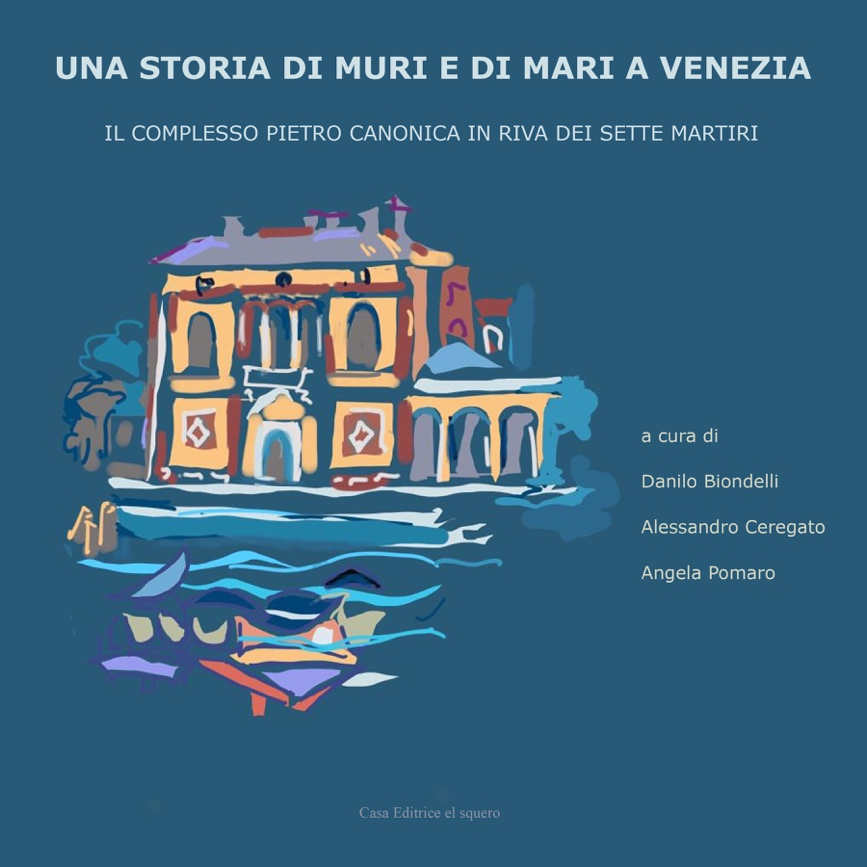 UNA STORIA DI MURI E DI MARI A VENEZIA
IL COMPLESSO PIETRO CANONICA IN RIVA DEI SETTE MARTIRI
a cura di
Danilo Biondelli
Alessandro Ceregato
Angela Pomaro
Casa Editrice el squero